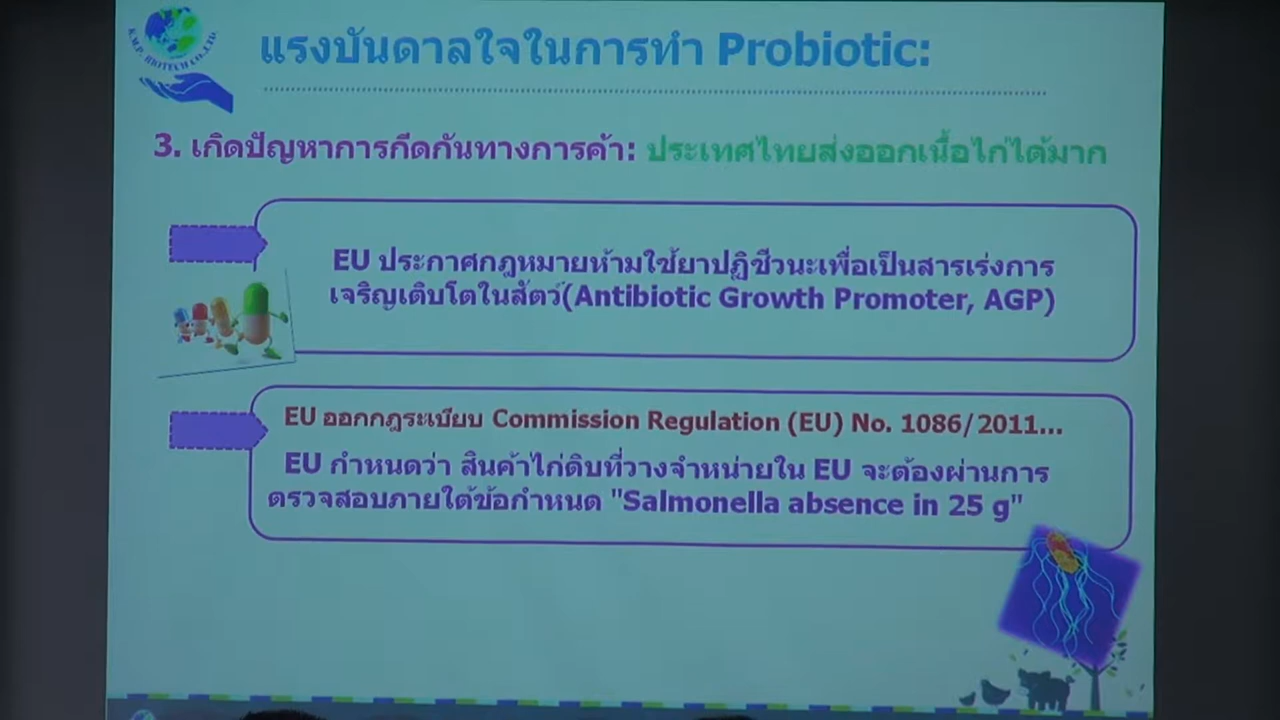 K.M.P. BIOTECH CO.,LTD.
แรงบันดาลใจในการทำ Probiotic:
3. เกิดปัญหาการกีดกันทางการค้า: ประเทศไทยส่งออกเนื้อไก่ได้มาก
EU ประกาศกฎหมายห้ามใช้ยาปฏิชีวนะเพื่อเป็นสารเร่งการ
เจริญเติบโตในสัตว์(Antibiotic Growth Promoter, AGP)
EU ออกกฎระเบียบ Commission Regulation (EU) No. 1086/2011...
EU กำหนดว่า สินค้าไก่ดิบที่วางจำหน่ายใน EU จะต้องผ่านการ
ตรวจสอบภายใต้ข้อกำหนด "Salmonella absence in 25 g"